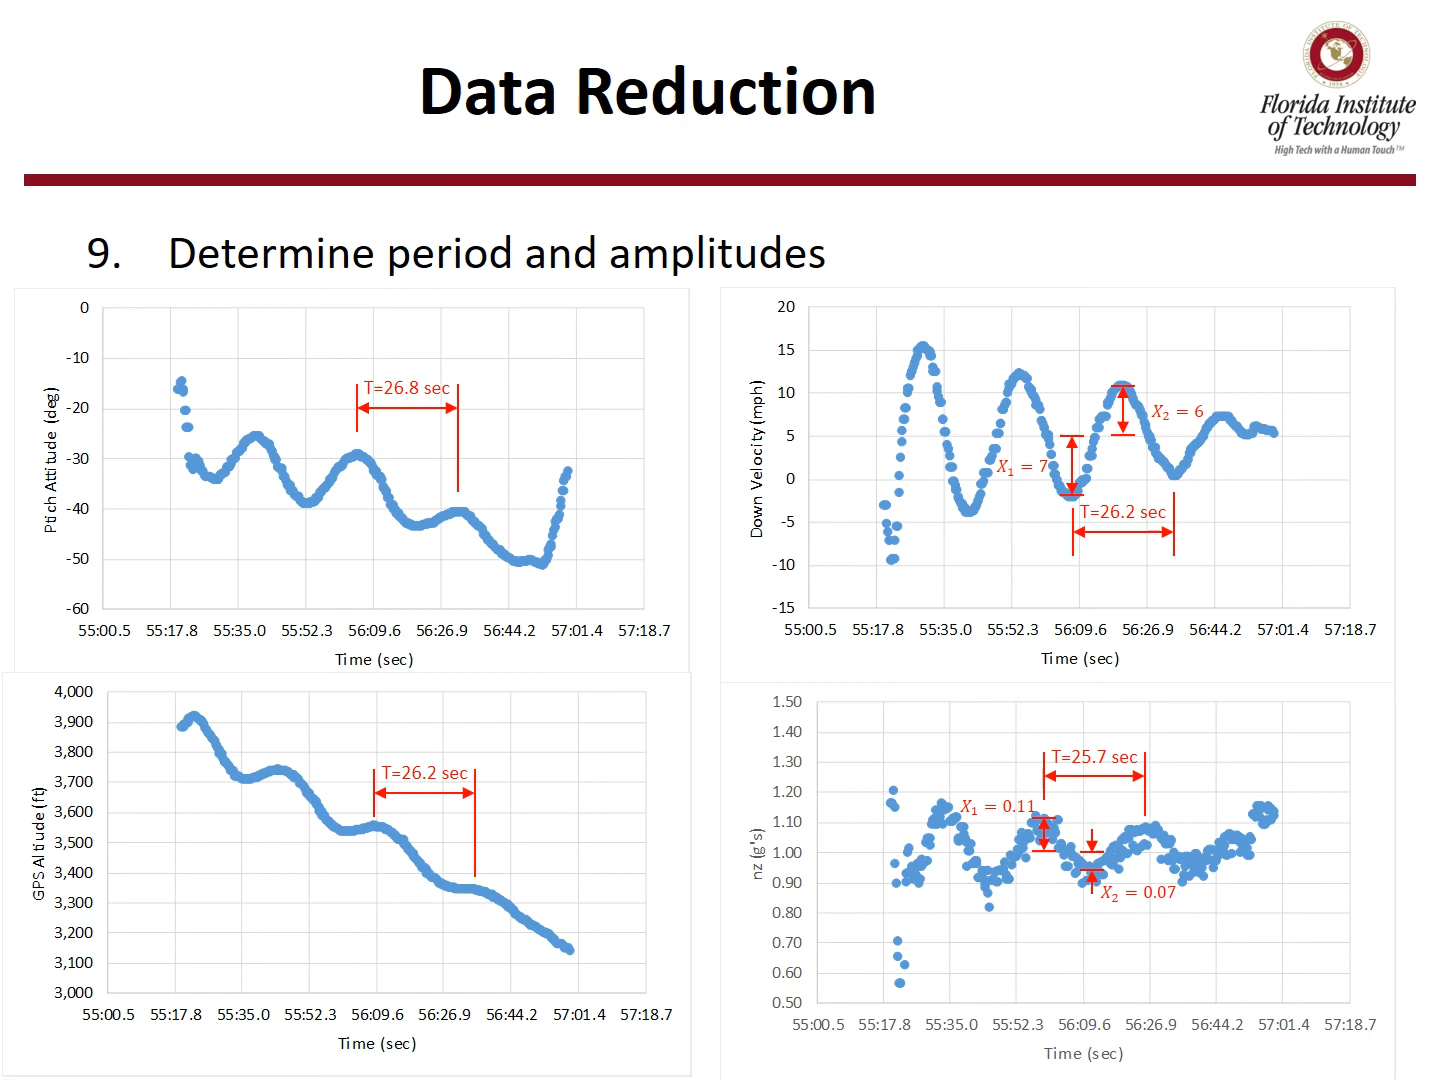 Data Reduction
Florida Institute
of Technology
High Tech with a Human Touch™
9. Determine period and amplitudes
0
-10
-20
-30
-40
-50
-60
Pitch Attitude (deg)
T=26.8 sec
55:00.5 55:17.8 55:35.0 55:52.3 56:09.6 56:26.9 56:44.2 57:01.4 57:18.7
Time (sec)
20
15
10
5
0
-5
-10
-15
Down Velocity (mph)
X₂ = 6
X₁ = 7
T=26.2 sec
55:00.5 55:17.8 55:35.0 55:52.3 56:09.6 56:26.9 56:44.2 57:01.4 57:18.7
Time (sec)
4,000
3,900
3,800
3,700
3,600
3,500
3,400
3,300
3,200
3,100
3,000
GPS Altiude (ft)
T=26.2 sec
55:00.5 55:17.8 55:35.0 55:52.3 56:09.6 56:26.9 56:44.2 57:01.4 57:18.7
Time (sec)
1.50
1.40
1.30
1.20
1.10
1.00
0.90
0.80
0.70
0.60
0.50
nz (g's)
T=25.7 sec
X₁ = 0.11
X₂ = 0.07
55:00.5 55:17.8 55:35.0 55:52.3 56:09.6 56:26.9 56:44.2 57:01.4 57:18.7
Time (sec)